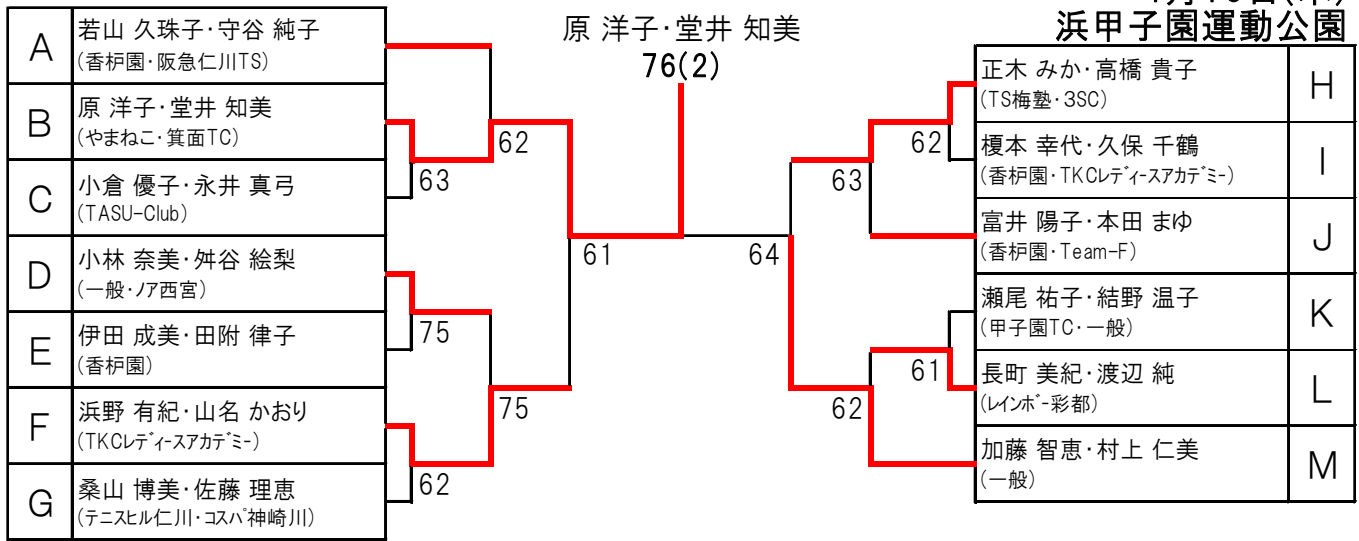 浜甲子園運動公園
原 洋子・堂井 知美
76(2)
A
若山 久珠子・守谷 純子
(香枦園・阪急仁川TS)
B
原 洋子・堂井 知美
(やまねこ・箕面TC)
C
小倉 優子・永井 真弓
(TASU-Club)
D
小林 奈美・舛谷 絵梨
(一般・ノア西宮)
E
伊田 成美・田附 律子
(香枦園)
F
浜野 有紀・山名 かおり
(TKCレディースアカデミー)
G
桑山 博美・佐藤 理恵
(テニスヒル仁川・コスパ神崎川)
62
63
75
75
62
61
64
63
62
62
61
正木 みか・高橋 貴子
(TS梅塾・3SC)
H
榎本 幸代・久保 千鶴
(香枦園・TKCレディースアカデミー)
I
富井 陽子・本田 まゆ
(香枦園・Team-F)
J
瀬尾 祐子・結野 温子
(甲子園TC・一般)
K
長町 美紀・渡辺 純
(レインボー彩都)
L
加藤 智恵・村上 仁美
(一般)
M